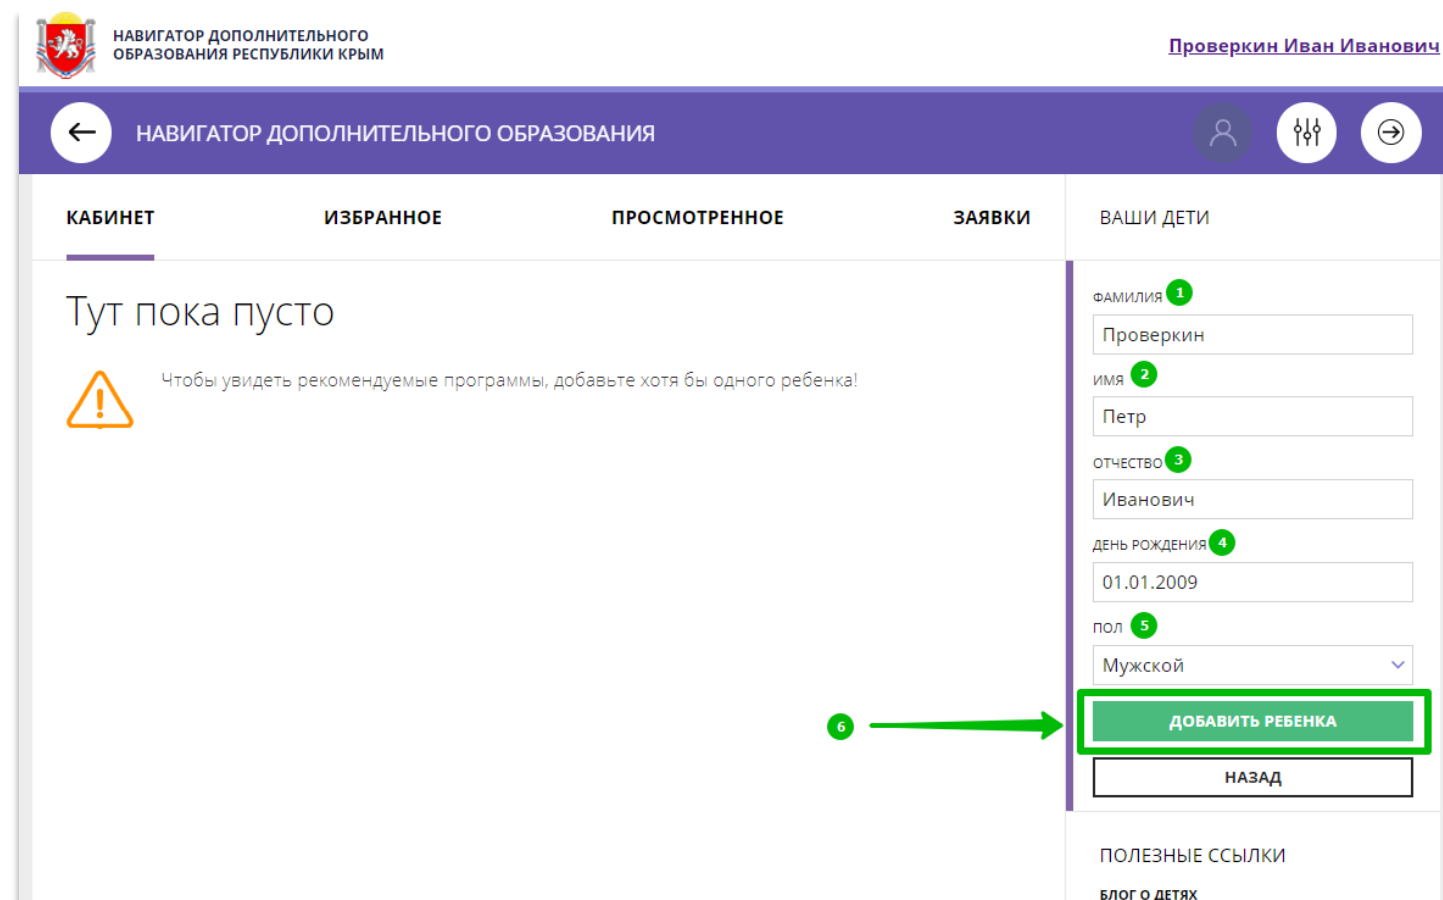 НАВИГАТОР ДОПОЛНИТЕЛЬНОГО
ОБРАЗОВАНИЯ РЕСПУБЛИКИ КРЫМ
Проверкин Иван Иванович
НАВИГАТОР ДОПОЛНИТЕЛЬНОГО ОБРАЗОВАНИЯ
КАБИНЕТ
ИЗБРАННОЕ
ПРОСМОТРЕННОЕ
ЗАЯВКИ
ВАШИ ДЕТИ
Тут пока пусто
Чтобы увидеть рекомендуемые программы, добавьте хотя бы одного ребенка!
ФАМИЛИЯ 1
Проверкин
ИМЯ 2
Петр
ОТЧЕСТВО 3
Иванович
ДЕНЬ РОЖДЕНИЯ 4
01.01.2009
ПОЛ 5
Мужской
6
ДОБАВИТЬ РЕБЕНКА
НАЗАД
ПОЛЕЗНЫЕ ССЫЛКИ
БЛОГ О ДЕТЯХ